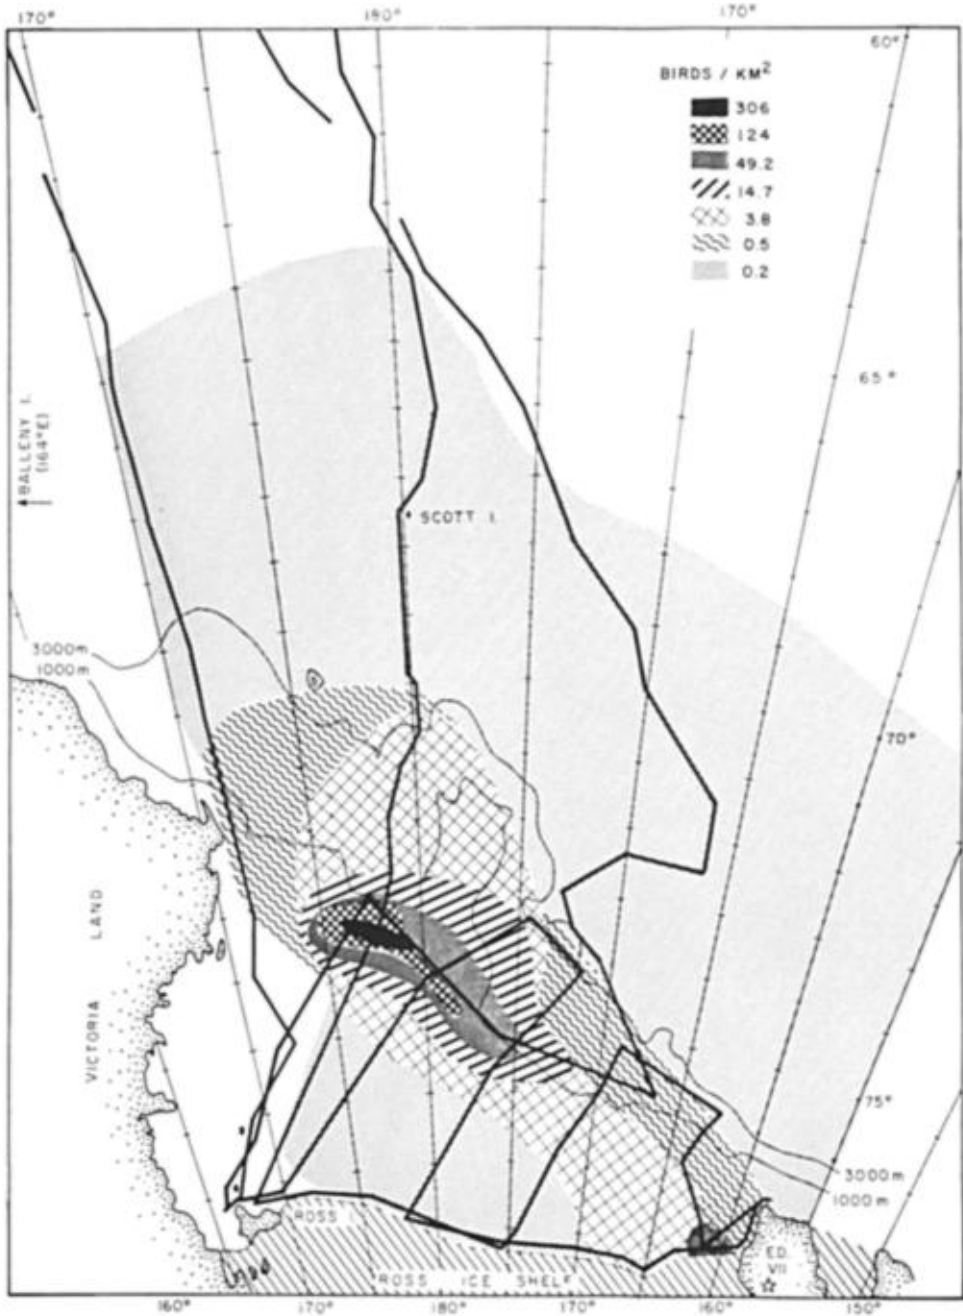 170°
180°
170°
60°
BIRDS / KM2
306
124
49.2
14.7
3.8
0.5
0.2
65°
BALLENY I.
(164°E)
SCOTT I.
3000m
1000m
70°
VICTORIA LAND
75°
3000m
1000m
ROSS
ED.
VII
ROSS ICE SHELF
160°
170°
180°
170°
160°
150°